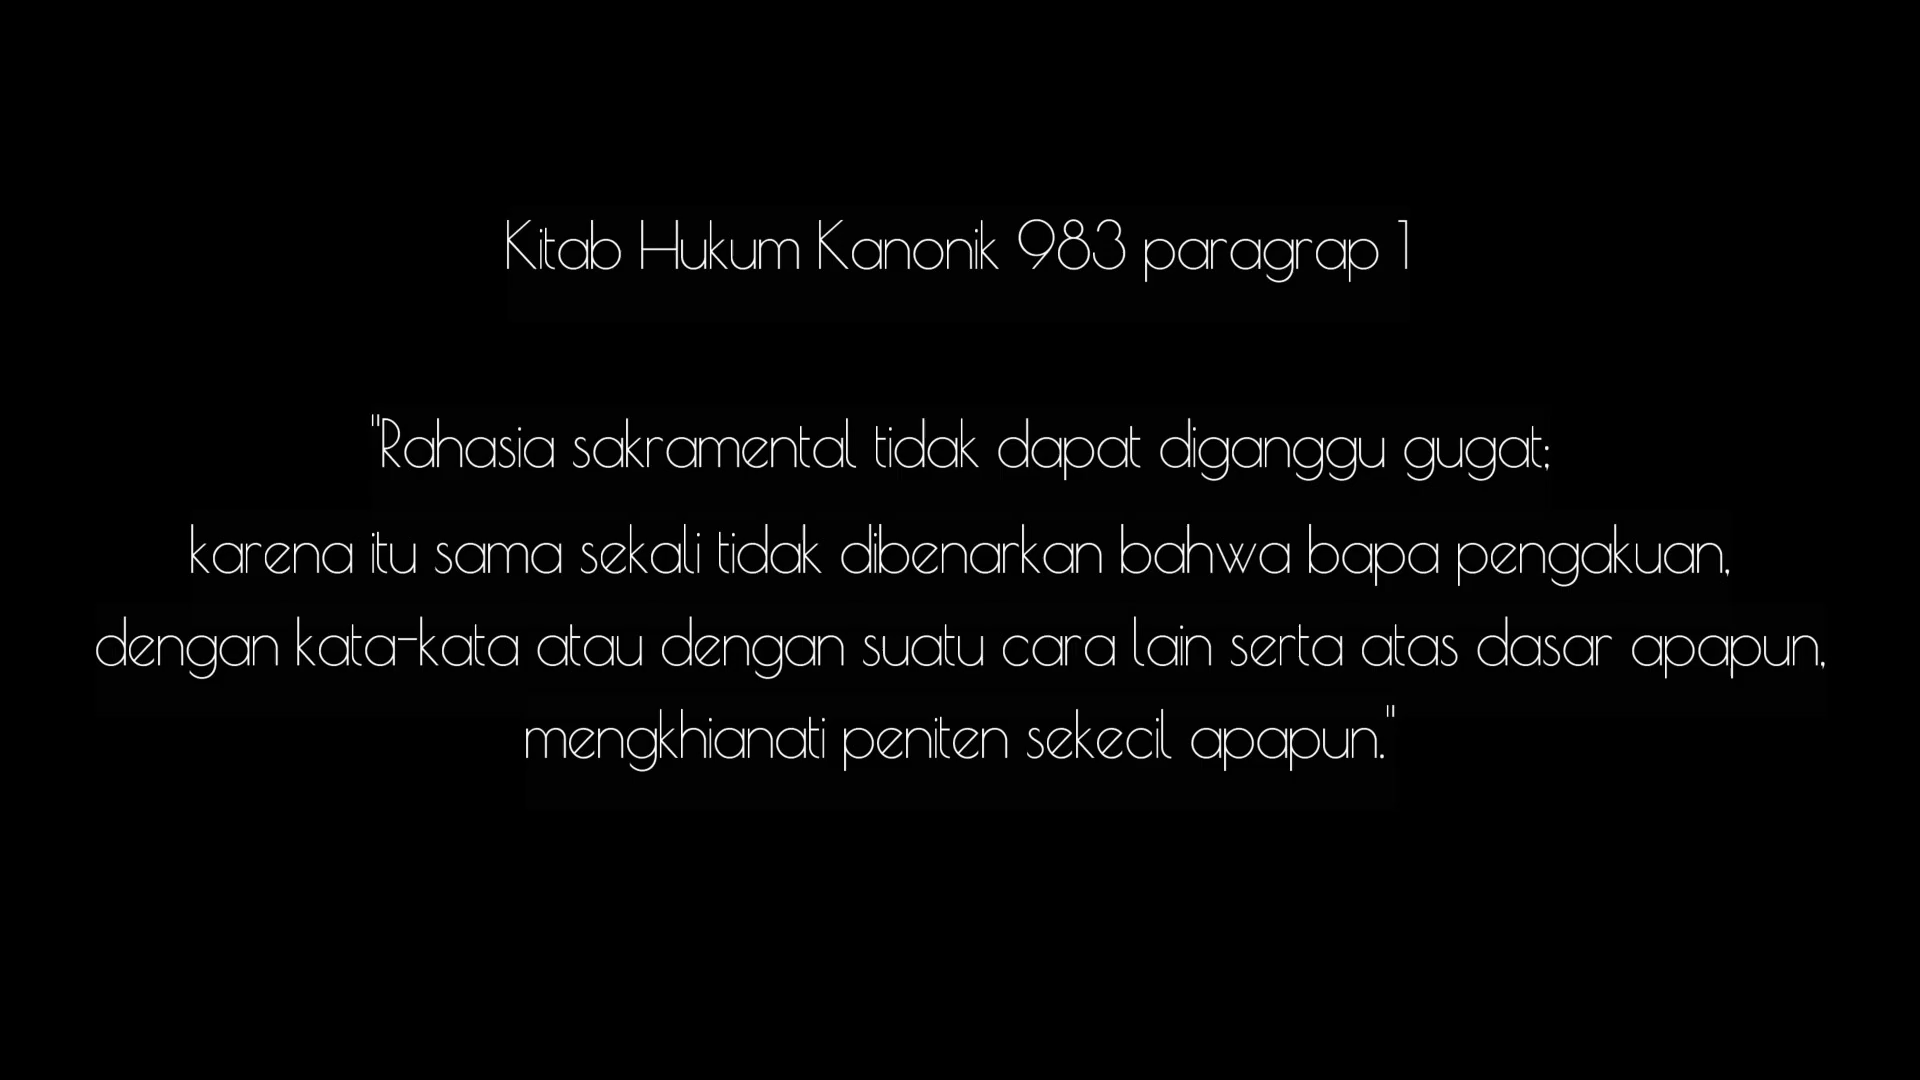 Kitab Hukum Kanonik 983 paragrap 1
"Rahasia sakramental tidak dapat diganggu gugat;
karena itu sama sekali tidak dibenarkan bahwa bapa pengakuan,
dengan kata-kata atau dengan suatu cara lain serta atas dasar apapun,
mengkhianati peniten sekecil apapun."